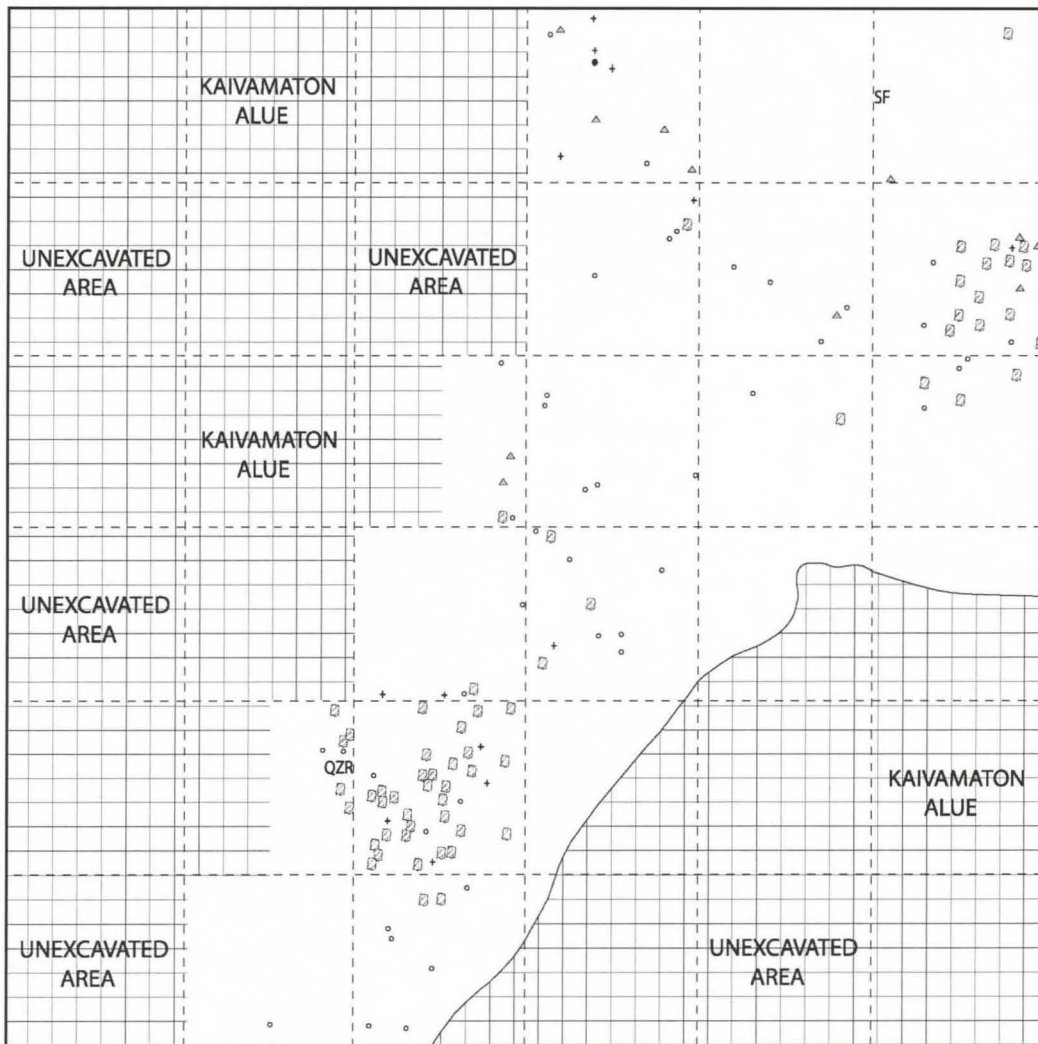 KAIVAMATON
ALUE
SF
UNEXCAVATED
AREA
UNEXCAVATED
AREA
KAIVAMATON
ALUE
UNEXCAVATED
AREA
QZR
KAIVAMATON
ALUE
UNEXCAVATED
AREA
UNEXCAVATED
AREA